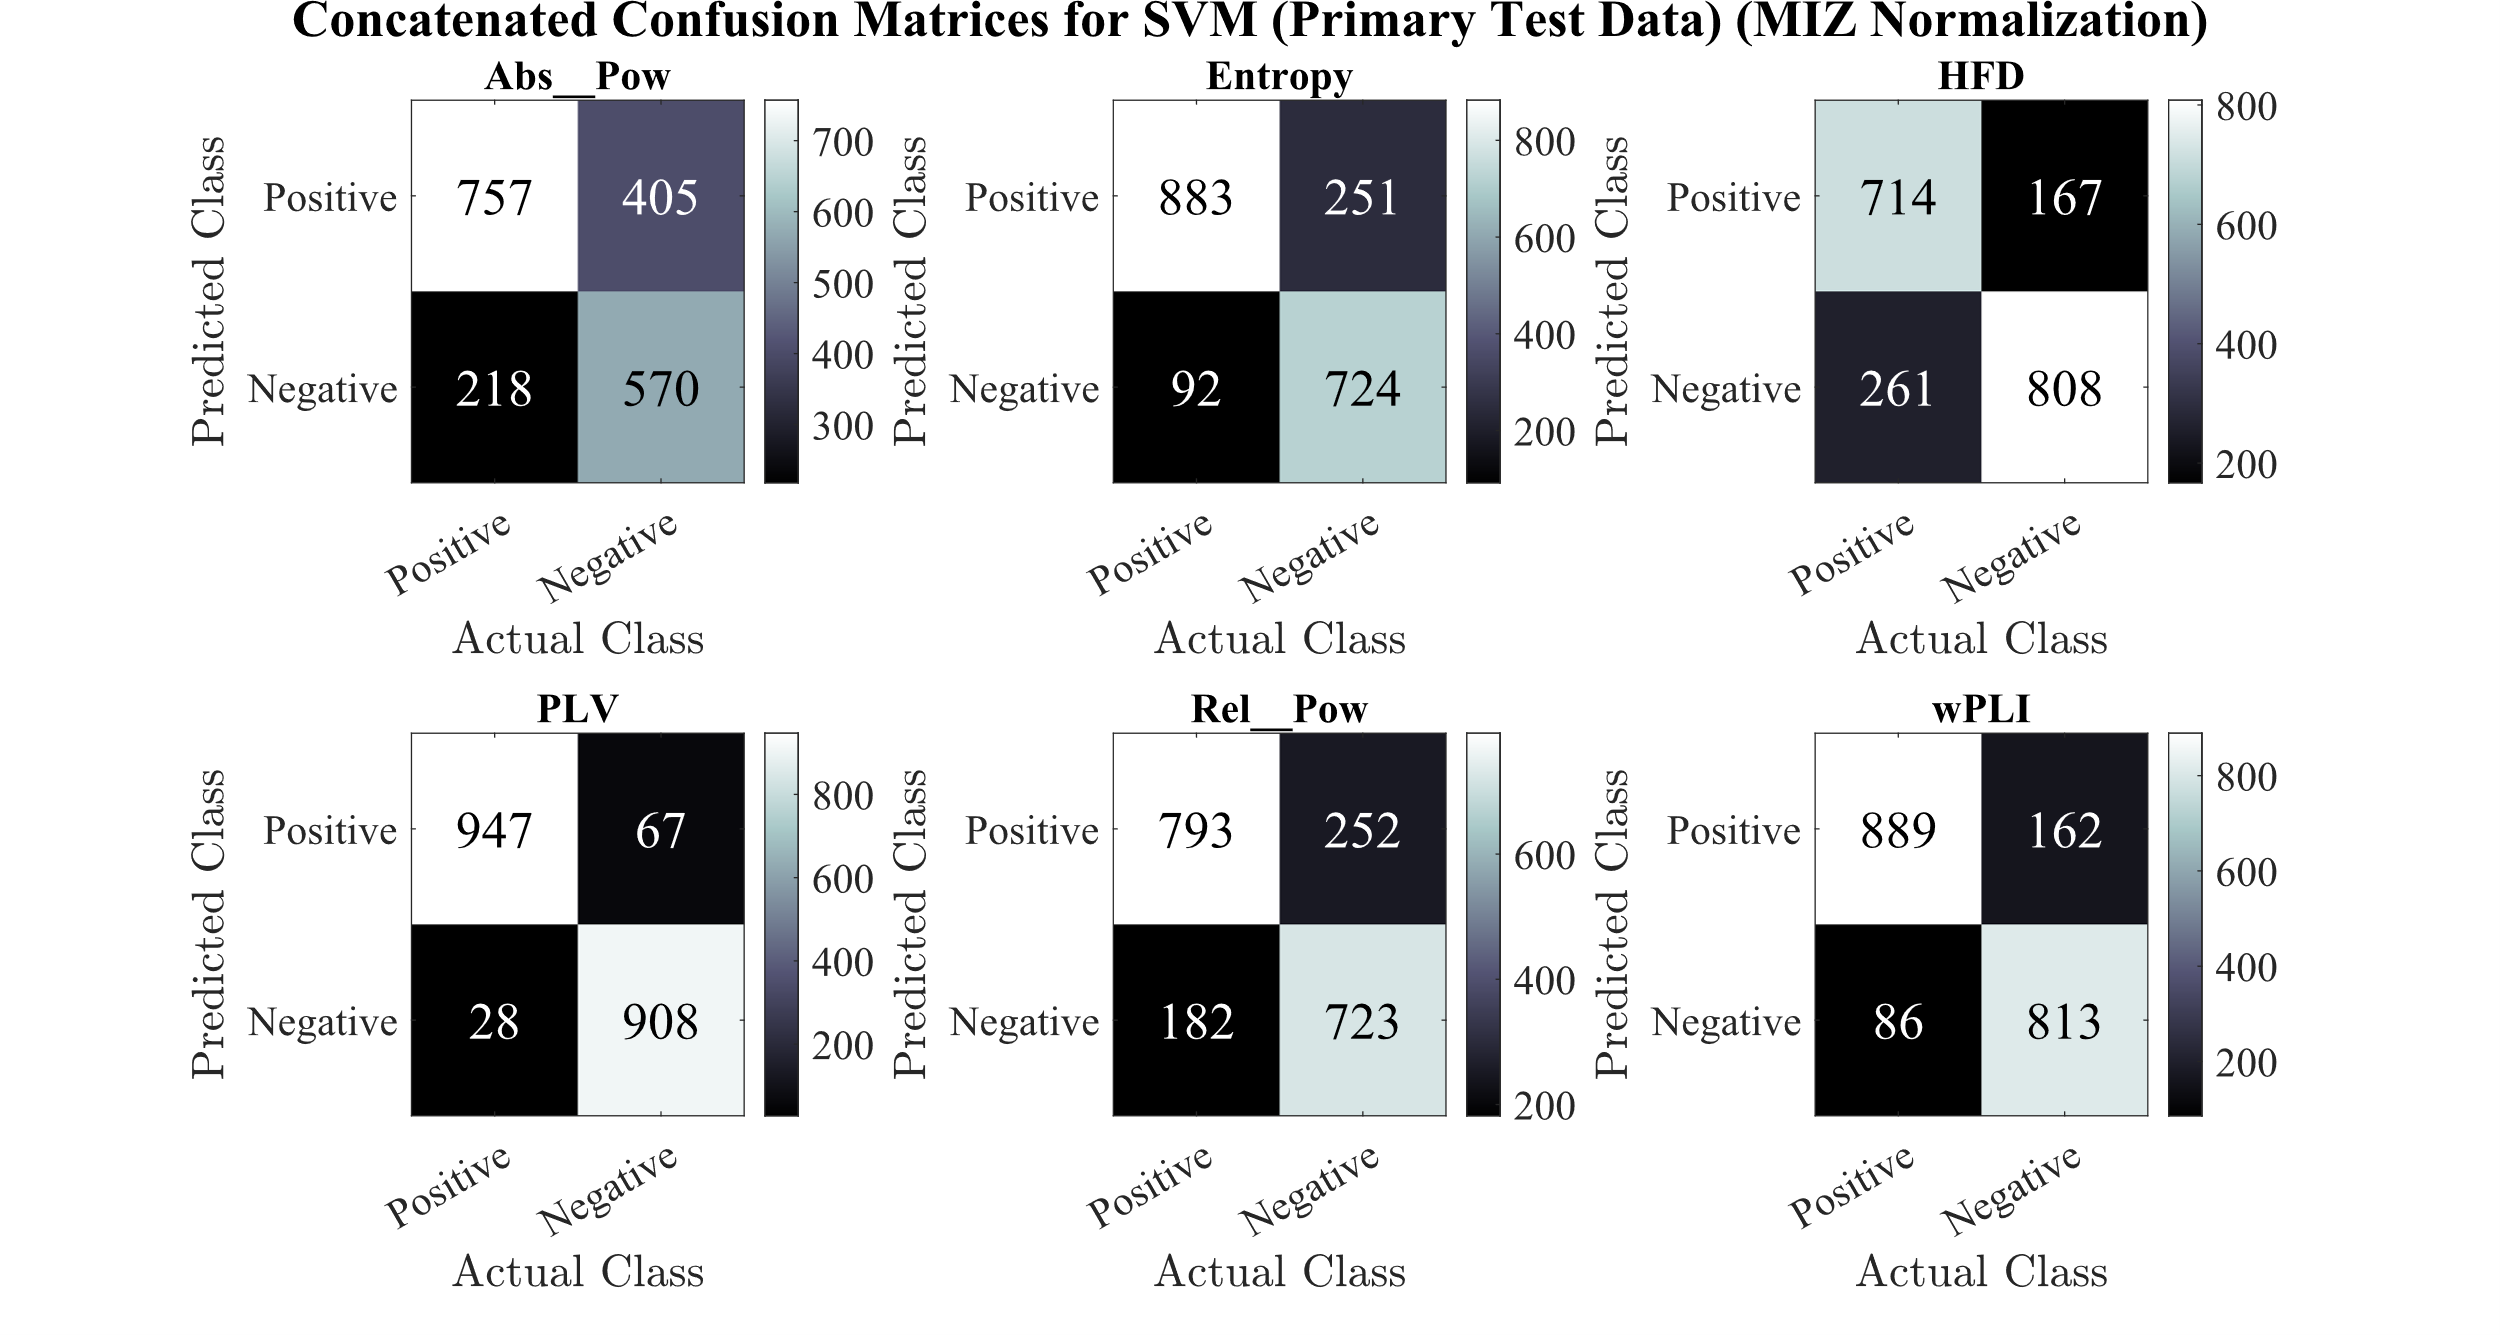 Concatenated Confusion Matrices for SVM (Primary Test Data) (MIZ Normalization)
Abs__Pow
Predicted Class
Positive
Negative
757
405
218
570
Positive
Negative
Actual Class
700
600
500
400
300
Entropy
Predicted Class
Positive
Negative
883
251
92
724
Positive
Negative
Actual Class
800
600
400
200
HFD
Predicted Class
Positive
Negative
714
167
261
808
Positive
Negative
Actual Class
800
600
400
200
PLV
Predicted Class
Positive
Negative
947
67
28
908
Positive
Negative
Actual Class
800
600
400
200
Rel__Pow
Predicted Class
Positive
Negative
793
252
182
723
Positive
Negative
Actual Class
600
400
200
wPLI
Predicted Class
Positive
Negative
889
162
86
813
Positive
Negative
Actual Class
800
600
400
200